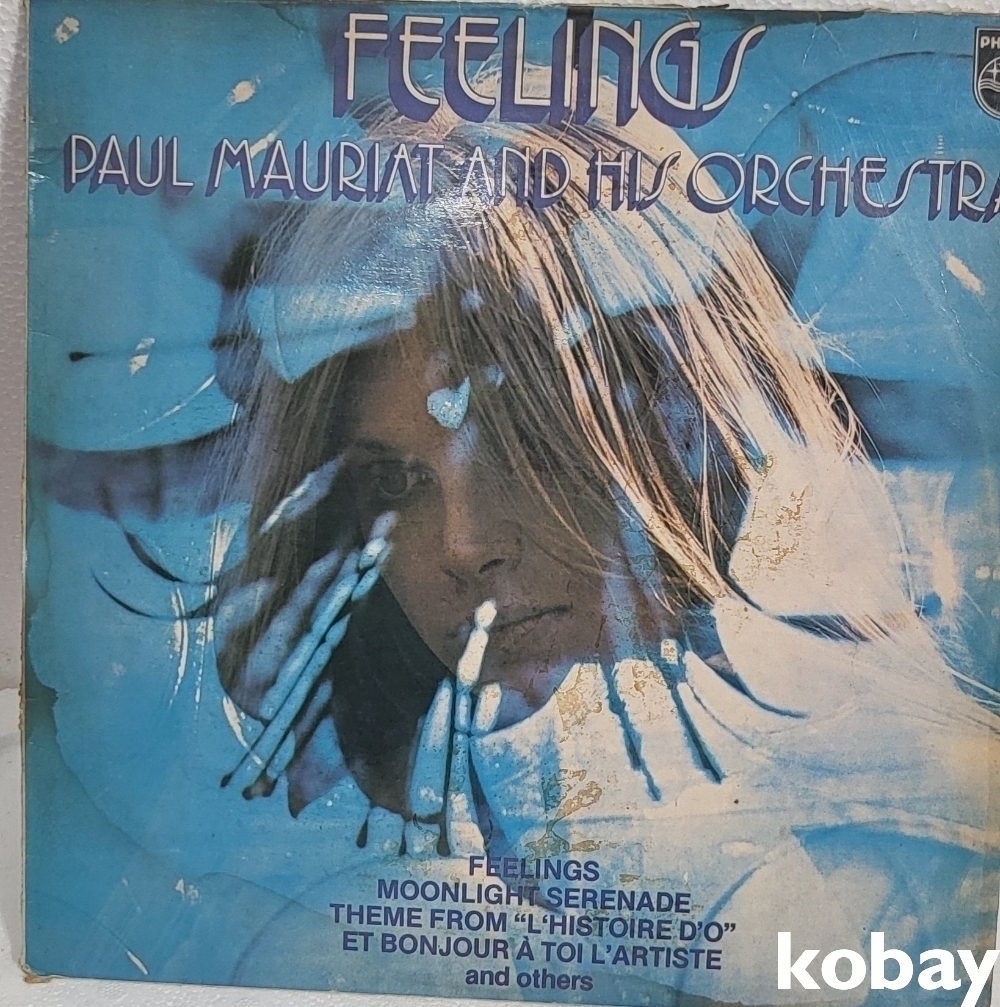 FEELINGS
PH
PAUL MAURIAT AND HIS ORCHESTRA
FEELINGS
MOONLIGHT SERENADE
THEME FROM “L‘HISTOIRE D’O”
ET BONJOUR À TOI L’ARTISTE
and others
kobay